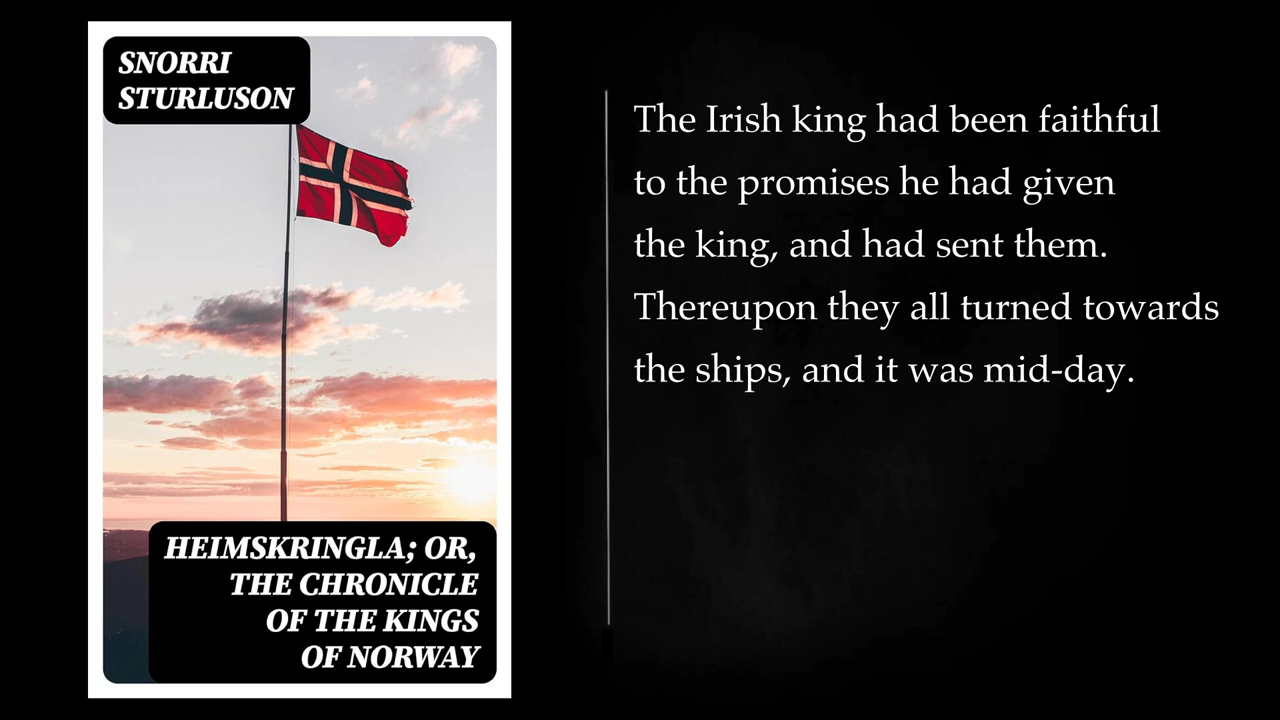 SNORRI
STURLUSON
HEIMSKRINGLA; OR,
THE CHRONICLE
OF THE KINGS
OF NORWAY
The Irish king had been faithful
to the promises he had given
the king, and had sent them.
Thereupon they all turned towards
the ships, and it was mid-day.